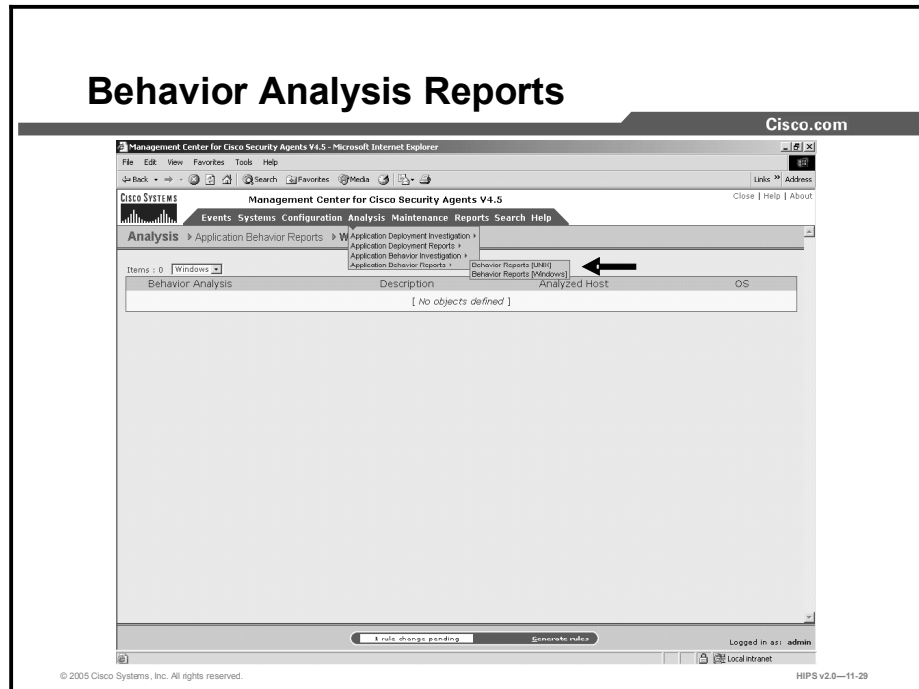 Behavior Analysis Reports
Cisco.com
Management Center for Cisco Security Agents V4.5 - Microsoft Internet Explorer
File Edit View Favorites Tools Help
Back Search Favorites Media Links » Address
CISCO SYSTEMS
Management Center for Cisco Security Agents V4.5
Close | Help | About
Events Systems Configuration Analysis Maintenance Reports Search Help
Analysis Application Behavior Reports W
Application Deployment Investigation
Application Deployment Reports
Application Behavior Investigation
Application Behavior Reports
Behavior Reports [UNIX]
Behavior Reports [Windows]
Items : 0 Windows
Behavior Analysis Description Analyzed Host OS
[ No objects defined ]
1 rule change pending Generate rules
Logged in as: admin
Local intranet
© 2005 Cisco Systems, Inc. All rights reserved.
HIPS v2.0—11-29